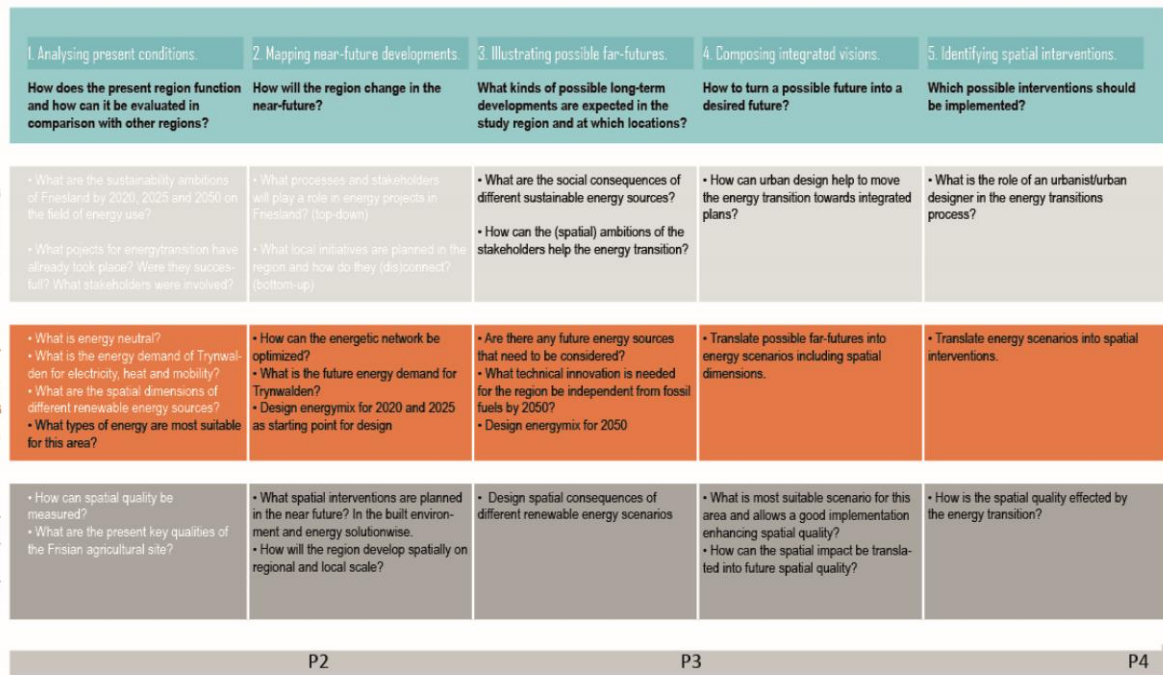 1. Analysing present conditions.
How does the present region function
and how can it be evaluated in
comparison with other regions?
2. Mapping near-future developments.
How will the region change in the
near-future?
3. Illustrating possible far-futures.
What kinds of possible long-term
developments are expected in the
study region and at which locations?
4. Composing integrated visions.
How to turn a possible future into a
desired future?
5. Identifying spatial interventions.
Which possible interventions should
be implemented?
• What are the sustainability ambitions
of Friesland by 2020, 2025 and 2050 on
the field of energy use?
• What pojects for energytransition have
allready took place? Were they succes-
full? What stakeholders were involved?
• What processes and stakeholders
will play a role in energy projects in
Friesland? (top-down)
• What local initiatives are planned in the
region and how do they (dis)connect?
(bottom-up)
• What are the social consequences of
different sustainable energy sources?
• How can the (spatial) ambitions of the
stakeholders help the energy transition?
• How can urban design help to move
the energy transition towards integrated
plans?
• What is the role of an urbanist/urban
designer in the energy transitions
process?
• What is energy neutral?
• What is the energy demand of Trynwal-
den for electricity, heat and mobility?
• What are the spatial dimensions of
different renewable energy sources?
• What types of energy are most suitable
for this area?
• How can the energetic network be
optimized?
• What is the future energy demand for
Trynwalden?
• Design energymix for 2020 and 2025
as starting point for design
• Are there any future energy sources
that need to be considered?
• What technical innovation is needed
for the region be independent from fossil
fuels by 2050?
• Design energymix for 2050
• Translate possible far-futures into
energy scenarios including spatial
dimensions.
• Translate energy scenarios into spatial
interventions.
• How can spatial quality be
measured?
• What are the present key qualities of
the Frisian agricultural site?
• What spatial interventions are planned
in the near future? In the built environ-
ment and energy solutionwise.
• How will the region develop spatially on
regional and local scale?
• Design spatial consequences of
different renewable energy scenarios
• What is most suitable scenario for this
area and allows a good implementation
enhancing spatial quality?
• How can the spatial impact be transla-
ted into future spatial quality?
• How is the spatial quality effected by
the energy transition?
P2
P3
P4